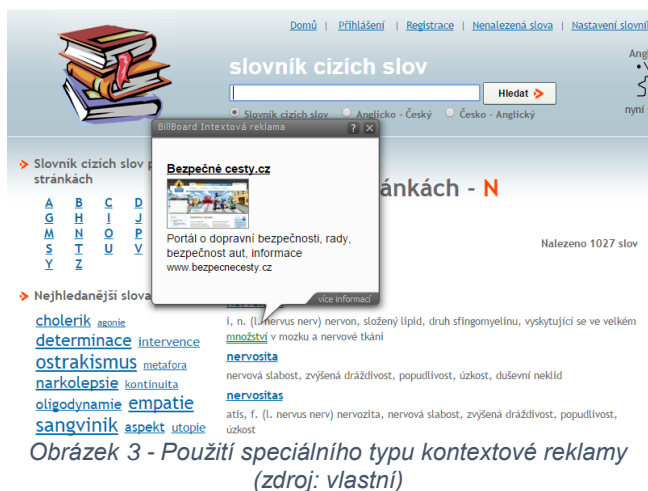 Domů | Přihlášení | Registrace | Nenalezená slova | Nastavení slovní
slovník cizích slov
Hledat
Slovník cizích slov Anglicko - Český Česko - Anglický
Angl
nyní
BillBoard Intextová reklama ? X
Bezpečné cesty.cz
Portál o dopravní bezpečnosti, rady,
bezpečnost aut, informace
www.bezpecnecesty.cz
více informací
Slovník cizích slov p
stránkách
A B C D
G H I J
M N O P
S T U V
Y Z
ánkách - N
Nalezeno 1027 slov
Nejhledanější slova
cholerik agonie
determinace intervence
ostrakismus metafora
narkolepsie kontinuita
oligodynamie empatie
sangvinik aspekt utopie
i, n. (l. nervus nerv) nervon, složený lipid, druh sfingomyelinu, vyskytující se ve velkém
množství v mozku a nervové tkáni
nervosita
nervová slabost, zvýšená dráždivost, popudlivost, úzkost, duševní neklid
nervositas
atis, f. (l. nervus nerv) nervozita, nervová slabost, zvýšená dráždivost, popudlivost,
úzkost
Obrázek 3 - Použití speciálního typu kontextové reklamy
(zdroj: vlastní)